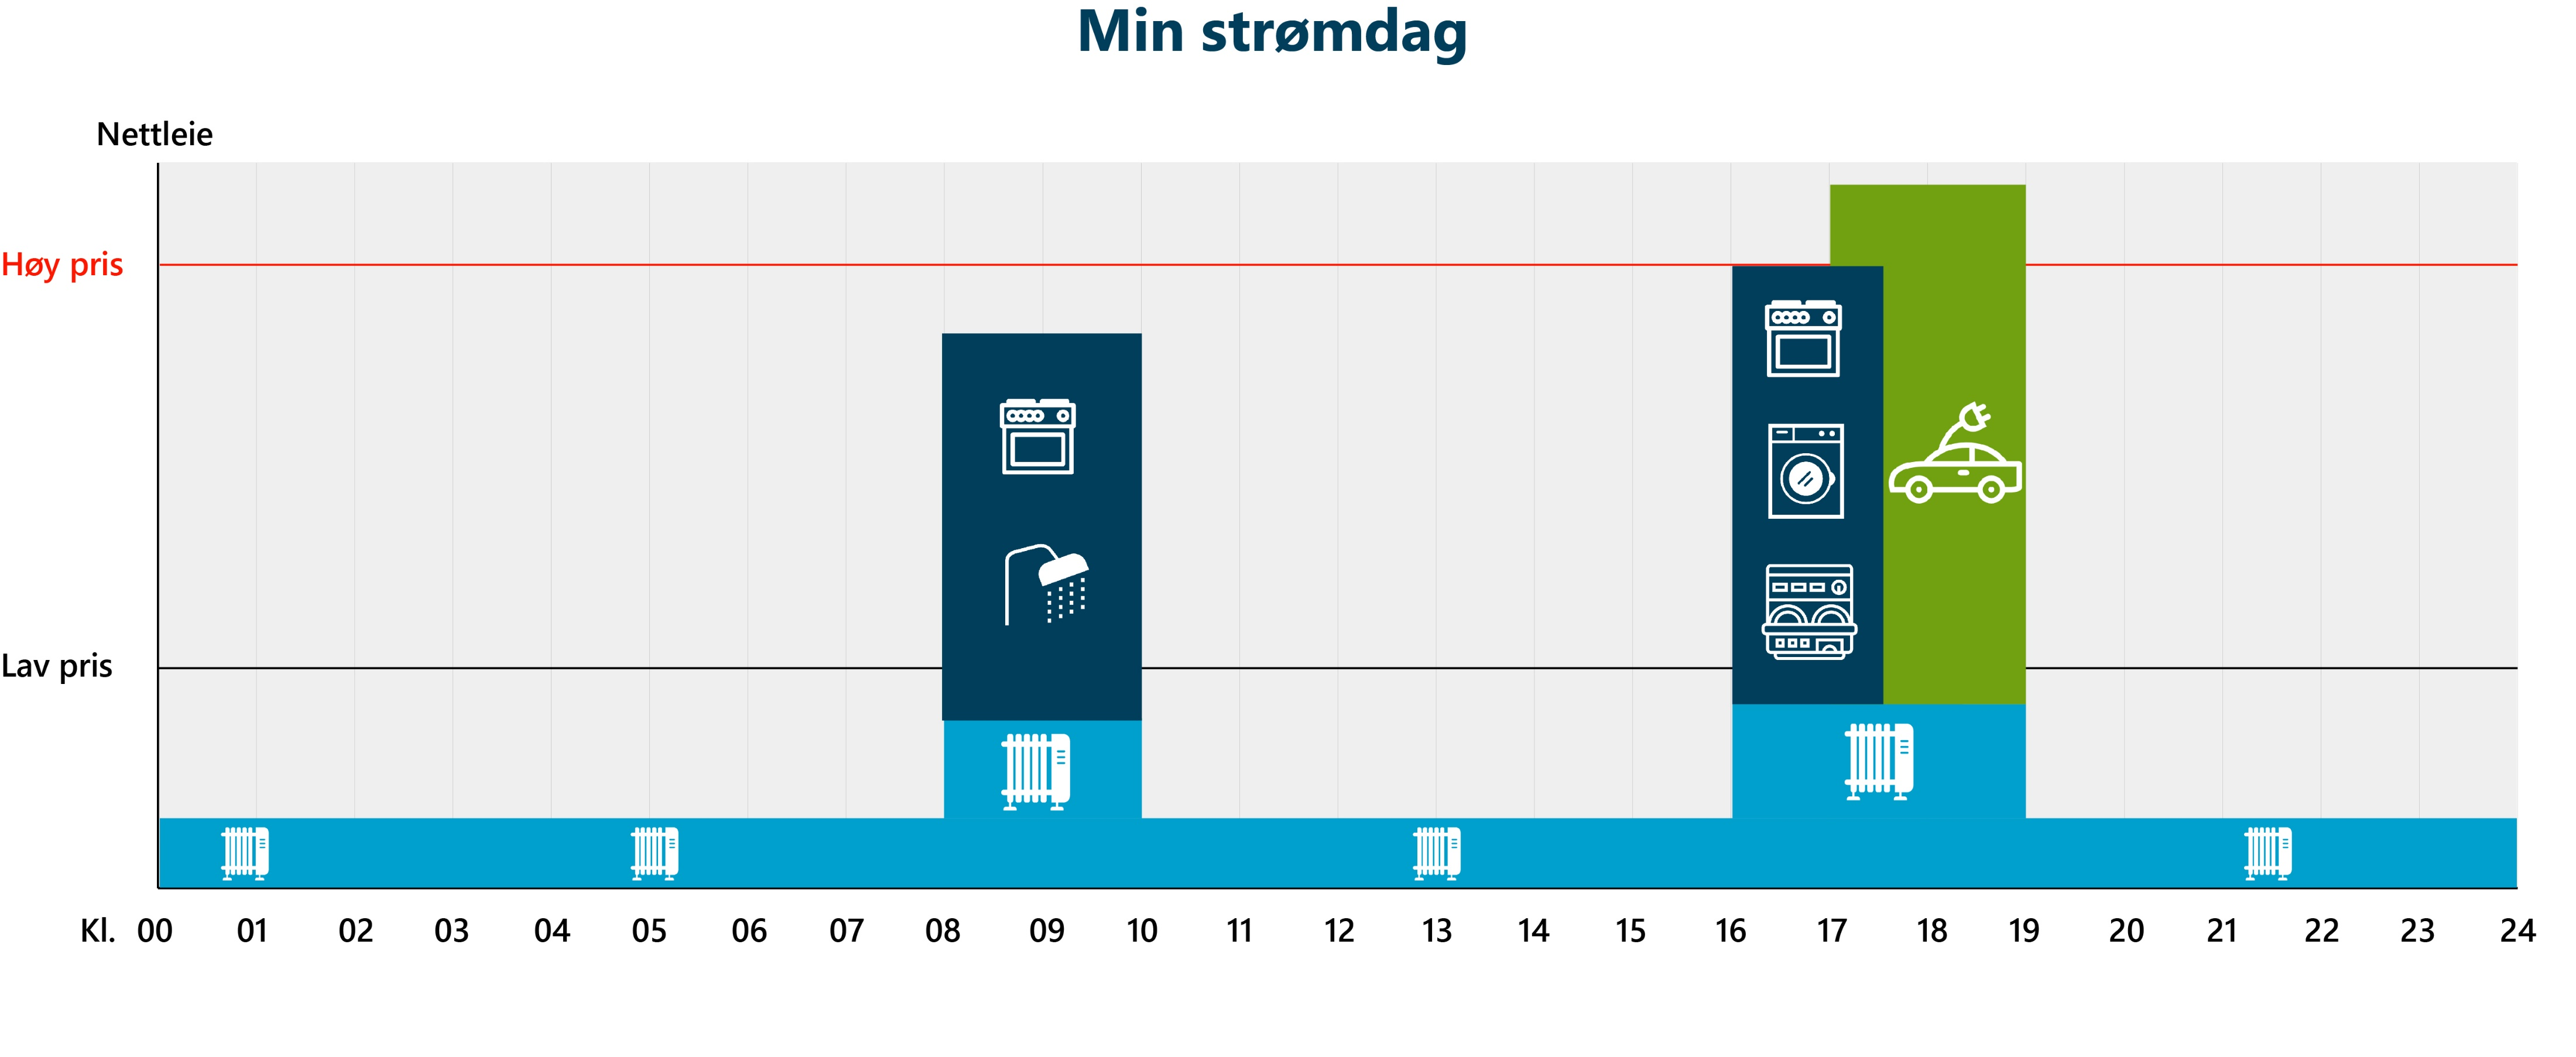 Min strømdag
Nettleie
Høy pris
Lav pris
Kl. 00 01 02 03 04 05 06 07 08 09 10 11 12 13 14 15 16 17 18 19 20 21 22 23 24